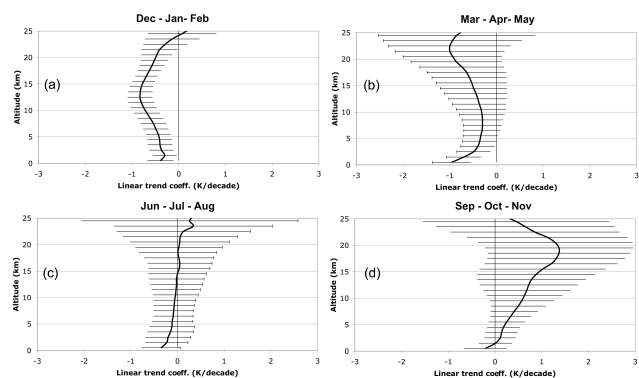 Dec - Jan- Feb
25
20
15
10
5
0
Altitude (km)
(a)
-3 -2 -1 0 1 2 3
Linear trend coeff. (K/decade)
Mar - Apr- May
25
20
15
10
5
0
Altitude (km)
(b)
-3 -2 -1 0 1 2 3
Linear trend coeff. (K/decade)
Jun - Jul - Aug
25
20
15
10
5
0
Altitude (km)
(c)
-3 -2 -1 0 1 2 3
Linear trend coeff. (K/decade)
Sep - Oct - Nov
25
20
15
10
5
0
Altitude (km)
(d)
-3 -2 -1 0 1 2 3
Linear trend coeff. (K/decade)